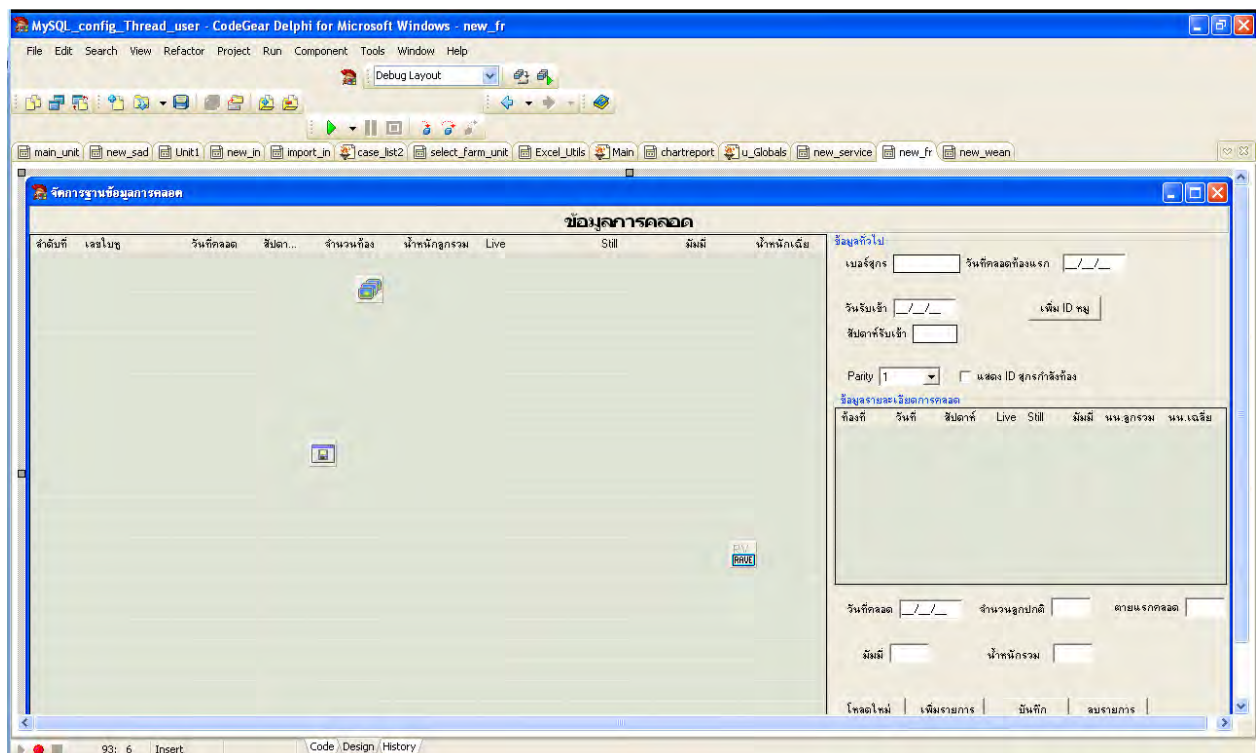 MySQL_config_Thread_user - CodeGear Delphi for Microsoft Windows - new_fr
File Edit Search View Refactor Project Run Component Tools Window Help
Debug Layout
main_unit new_sad Unit1 new_in import_in case_list2 select_farm_unit Excel_Utils Main chartreport u_Globals new_service new_fr new_wean
จัดการฐานข้อมูลการคลอด
ข้อมูลการคลอด
ลำดับที่ เลขใบหู วันที่คลอด สัปดา... จำนวนท้อง น้ำหนักลูกรวม Live Still มัมมี่ น้ำหนักเฉลี่ย
ข้อมูลทั่วไป
เบอร์สุกร วันที่คลอดท้องแรก __/__/__
วันรับเข้า __/__/__ เพิ่ม ID หมู
สัปดาห์รับเข้า
Parity 1 แสดง ID สุกรกำลังท้อง
ข้อมูลรายละเอียดการคลอด
ท้องที่ วันที่ สัปดาห์ Live Still มัมมี่ นน.ลูกรวม นน.เฉลี่ย
RAVE
วันที่คลอด __/__/__ จำนวนลูกปกติ ตายแรกคลอด
มัมมี่ น้ำหนักรวม
โหลดใหม่ เพิ่มรายการ บันทึก ลบรายการ
93: 6 Insert Code Design History